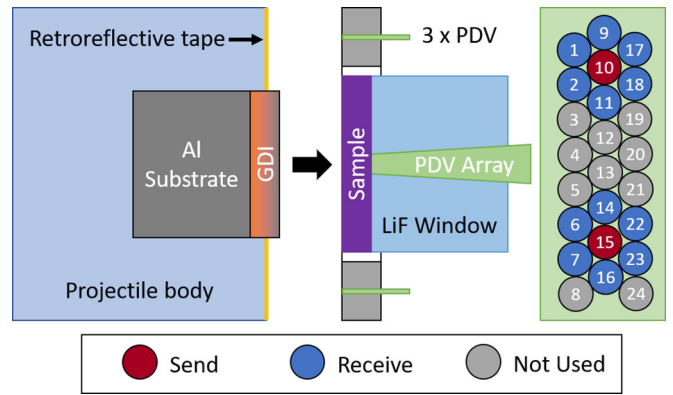 Retroreflective tape
3 x PDV
Al
Substrate
GDI
Sample
PDV Array
LiF Window
Projectile body
9
1
17
10
2
18
11
3
19
12
4
20
13
5
21
14
6
22
15
7
23
16
8
24
Send
Receive
Not Used